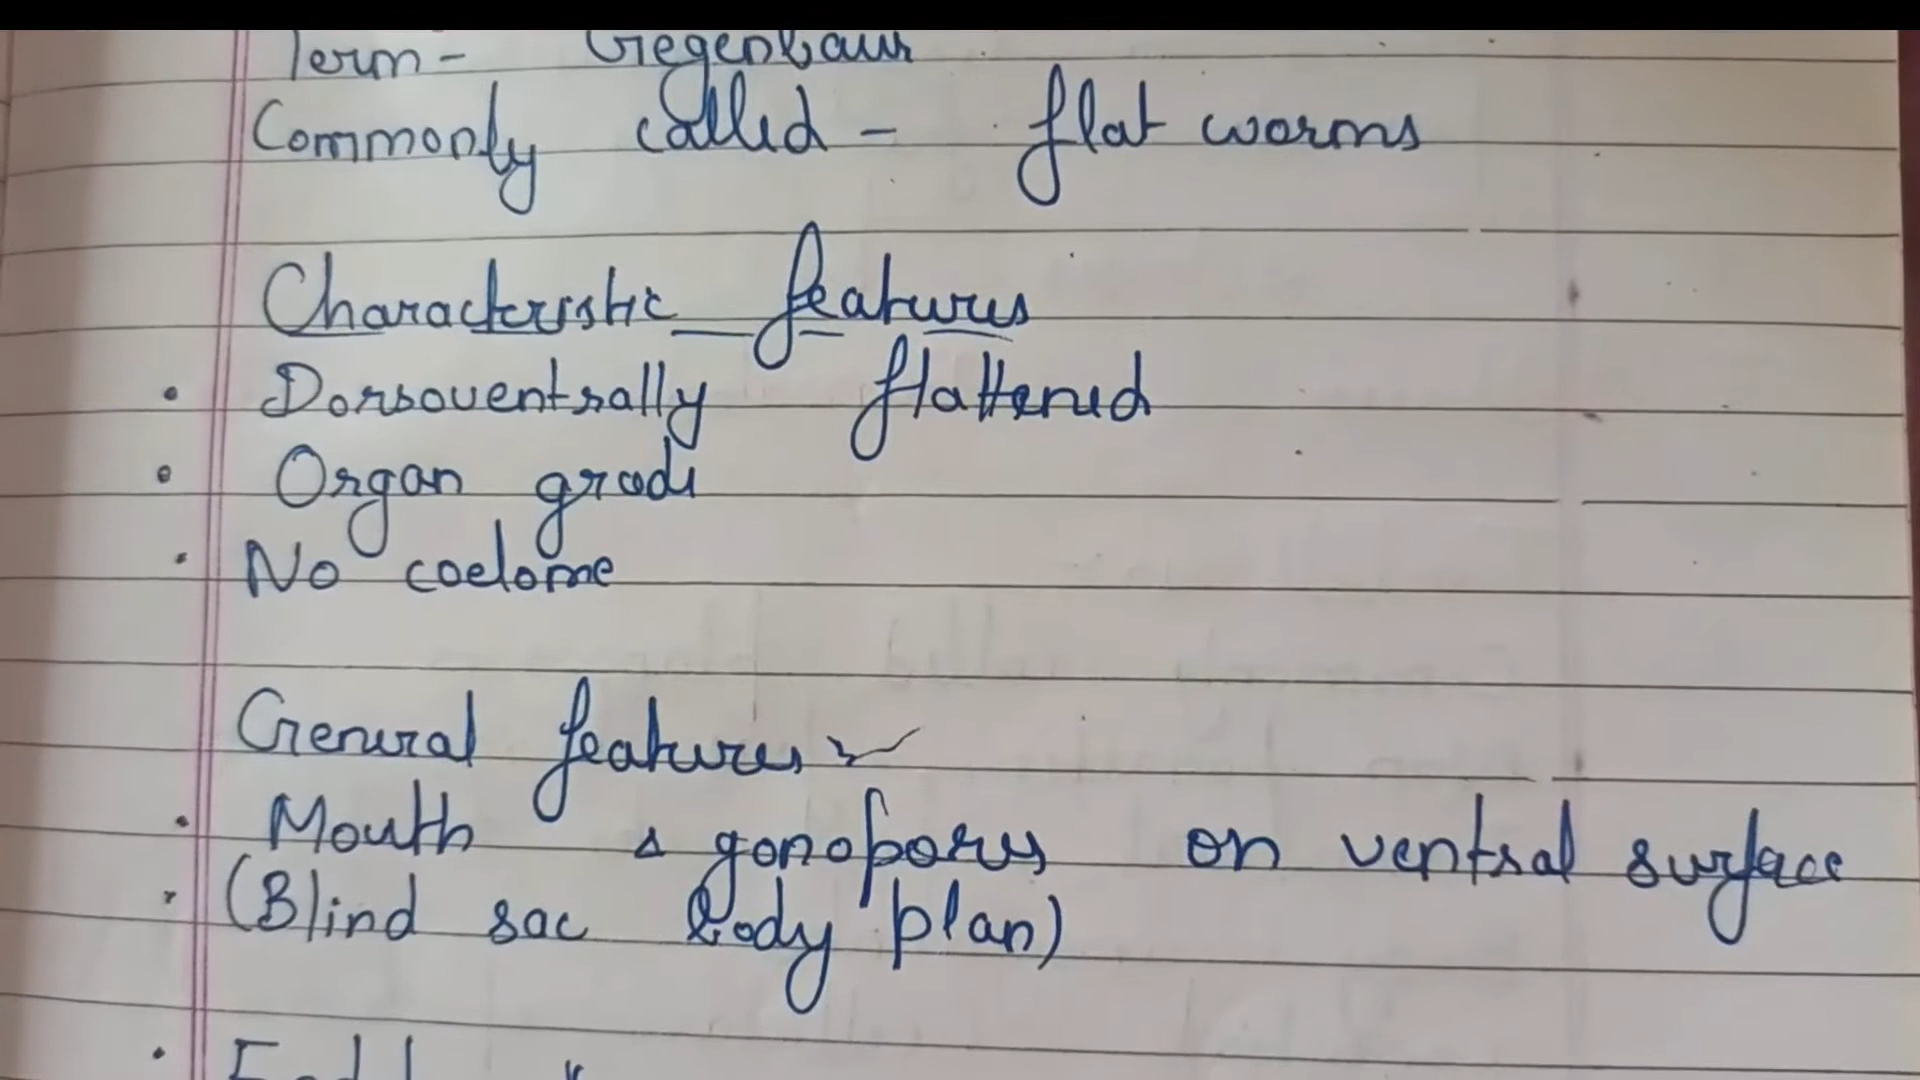 Term - Gegenbaur
Commonly called - flat worms
Characteristic features
• Dorsoventrally flattened
• Organ grade
• No coelome
General features
• Mouth & gonopores on ventral surface
• (Blind sac body plan)